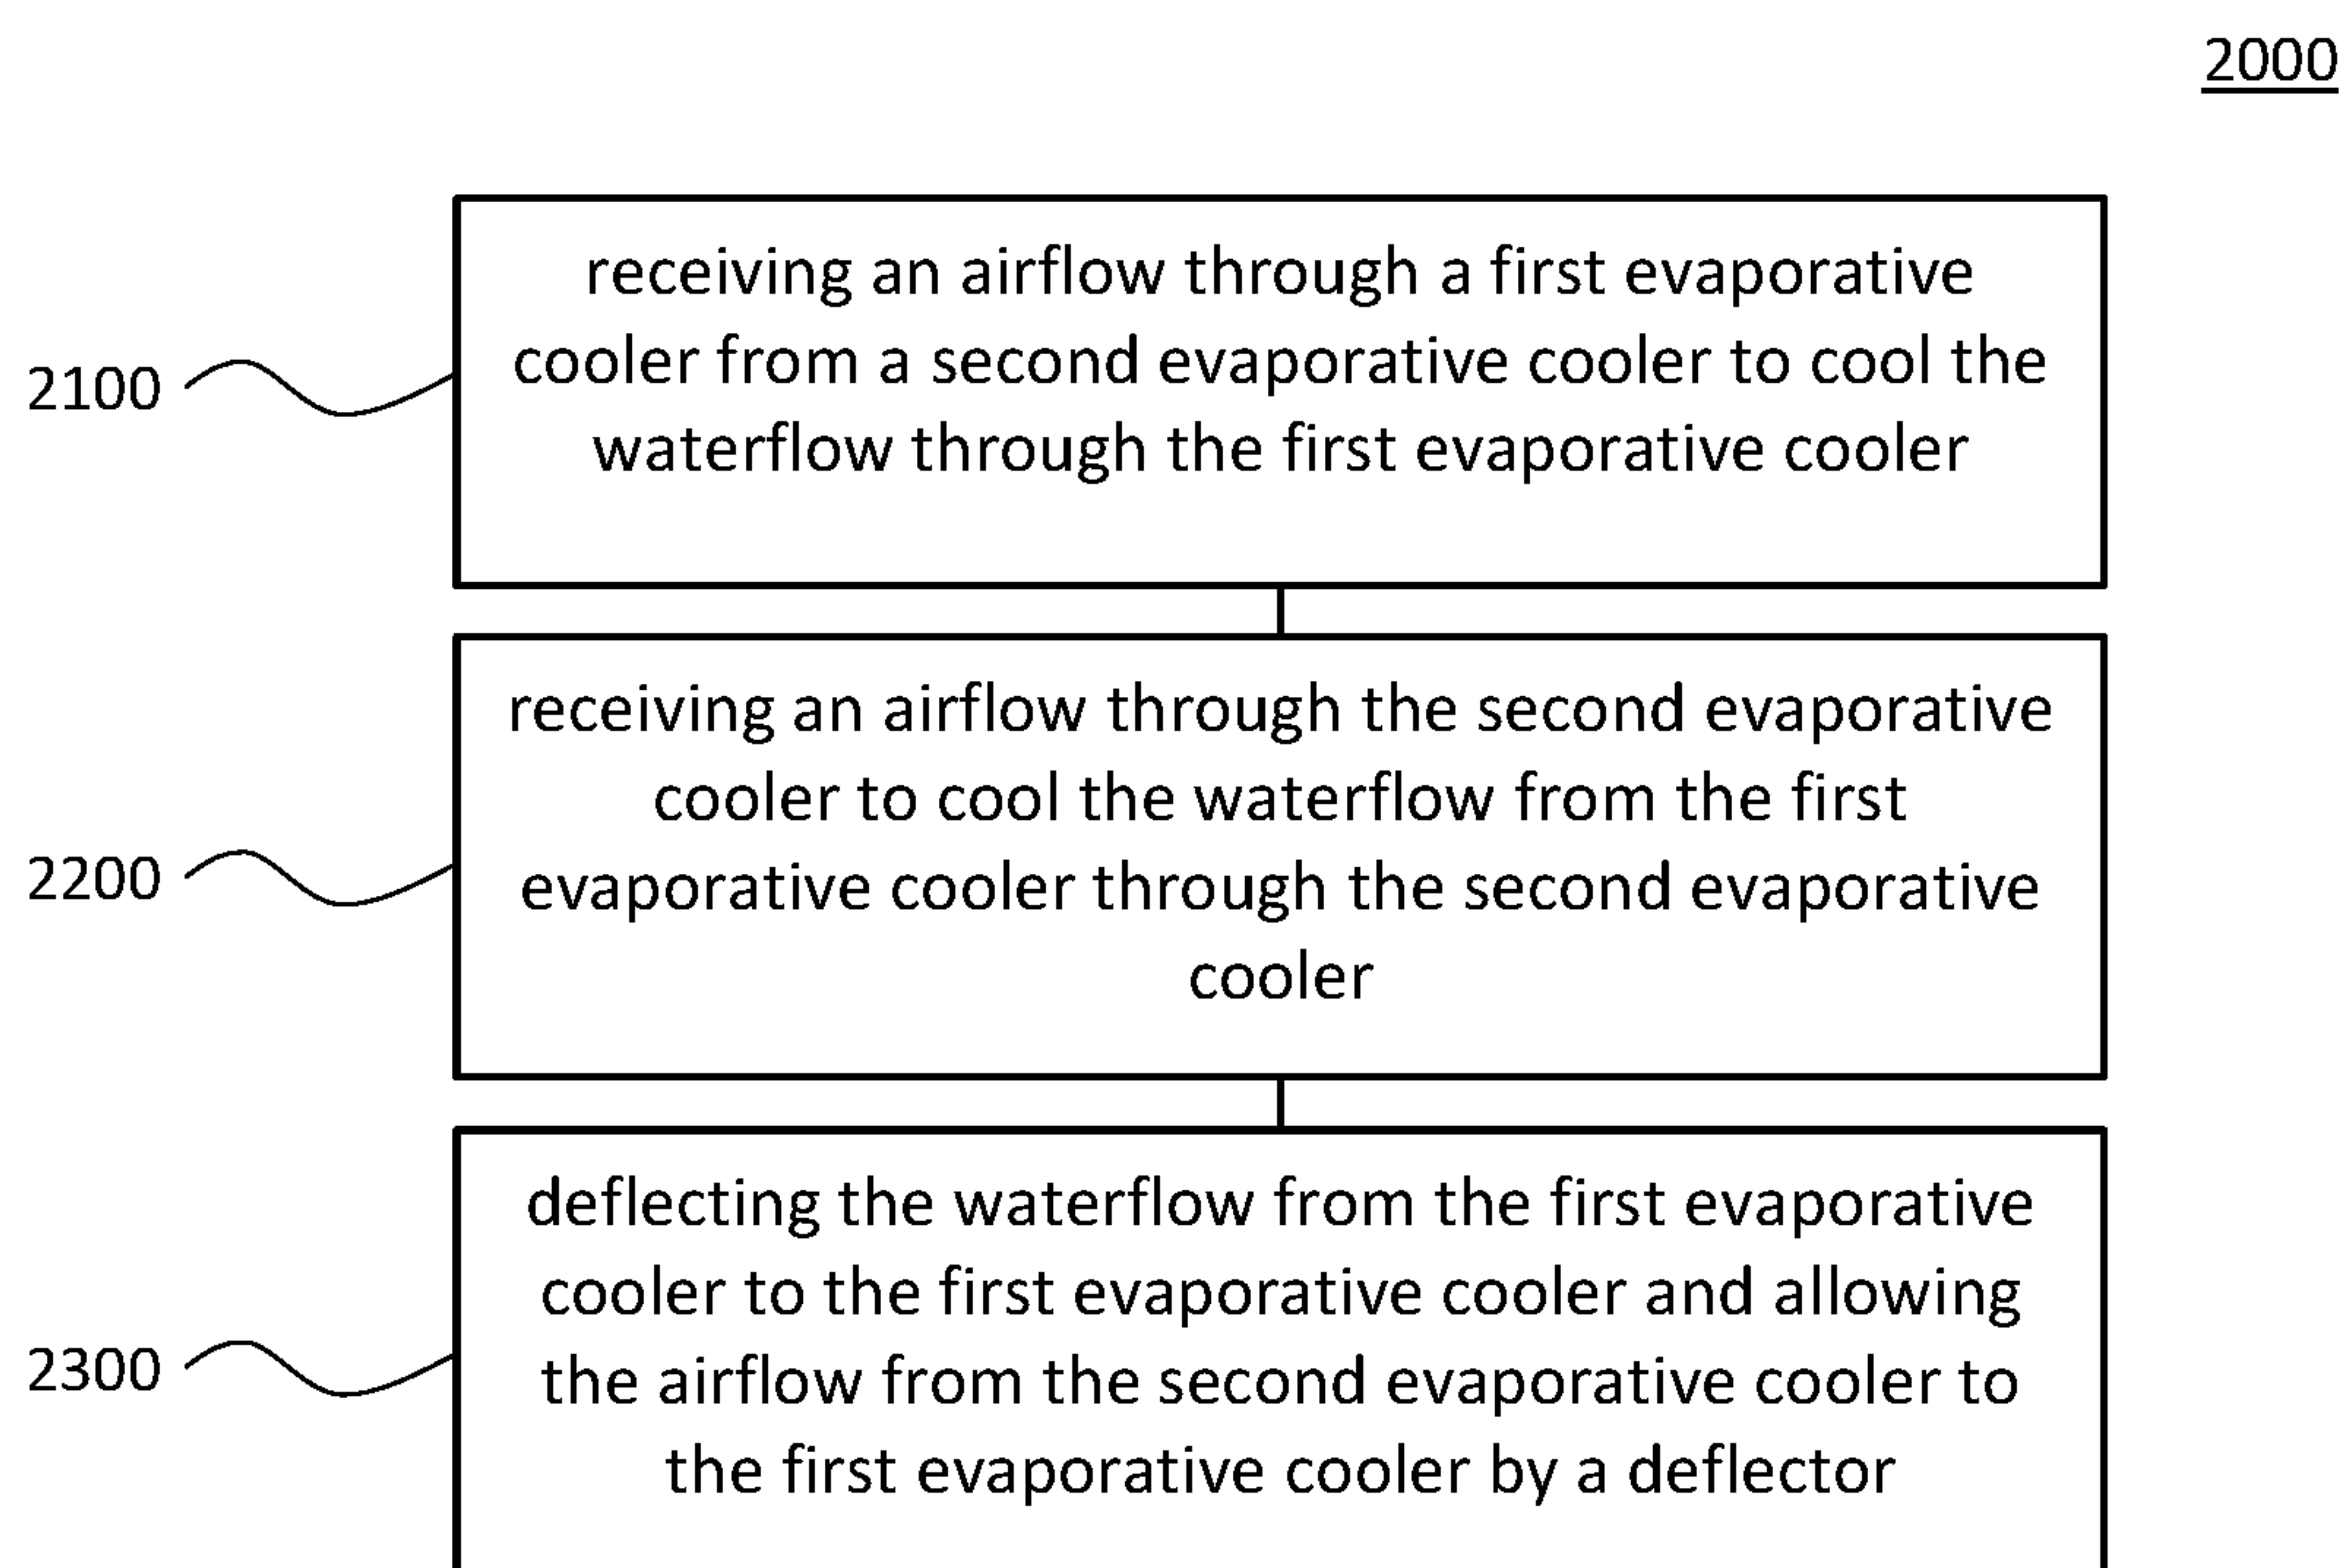 2000
receiving an airflow through a first evaporative
cooler from a second evaporative cooler to cool the
waterflow through the first evaporative cooler
2100
receiving an airflow through the second evaporative
cooler to cool the waterflow from the first
evaporative cooler through the second evaporative
cooler
2200
deflecting the waterflow from the first evaporative
cooler to the first evaporative cooler and allowing
the airflow from the second evaporative cooler to
the first evaporative cooler by a deflector
2300